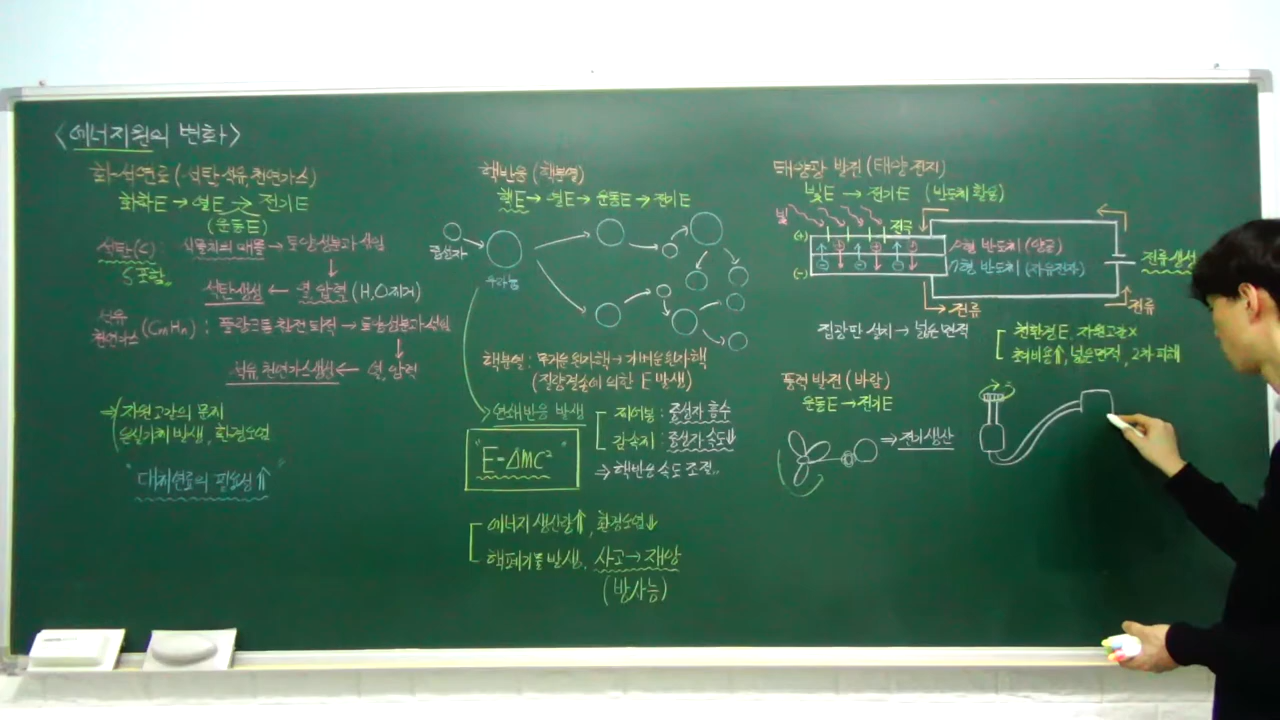 <에너지원의 변화>
화석연료(석탄,석유,천연가스)
화학E → 열E → 전기E
(운동E)
석탄(C) : 식물체의 매몰 → 토양성분과 섞임
S포함
석탄생성 ← 열,압력 (H,O제거)
석유
천연가스 (CmHn) : 플랑크톤 침전 퇴적 → 토양성분과 섞임
석유,천연가스생성 ← 열,압력
⇒ 자원고갈의 문제
온실기체 발생, 환경오염
"대체연료의 필요성⇑"
핵반응 (핵분열)
핵E → 열E → 운동E → 전기E
중성자
우라늄
핵분열 : 무거운 원자핵 → 가벼운 원자핵
(질량결손에 의한 E 발생)
연쇄반응 발생
제어봉 : 중성자 흡수
감속재 : 중성자 속도⇓
⇒ 핵반응 속도 조절..
"E=Δmc²"
에너지 생산량⇑, 환경오염⇓
핵폐기물 발생, 사고 → 재앙
(방사능)
태양광 발전 (태양전지)
빛E → 전기E (반도체 활용)
빛
전극
(+)
p형 반도체 (양공)
(-)
n형 반도체 (자유전자)
전류생성
전류
전류
집광판 설치 → 넓은 면적
친환경E, 자원고갈×
초기비용⇑, 넓은면적, 2차 피해
풍력 발전 (바람)
운동E → 전기E
⇒ 전기생산